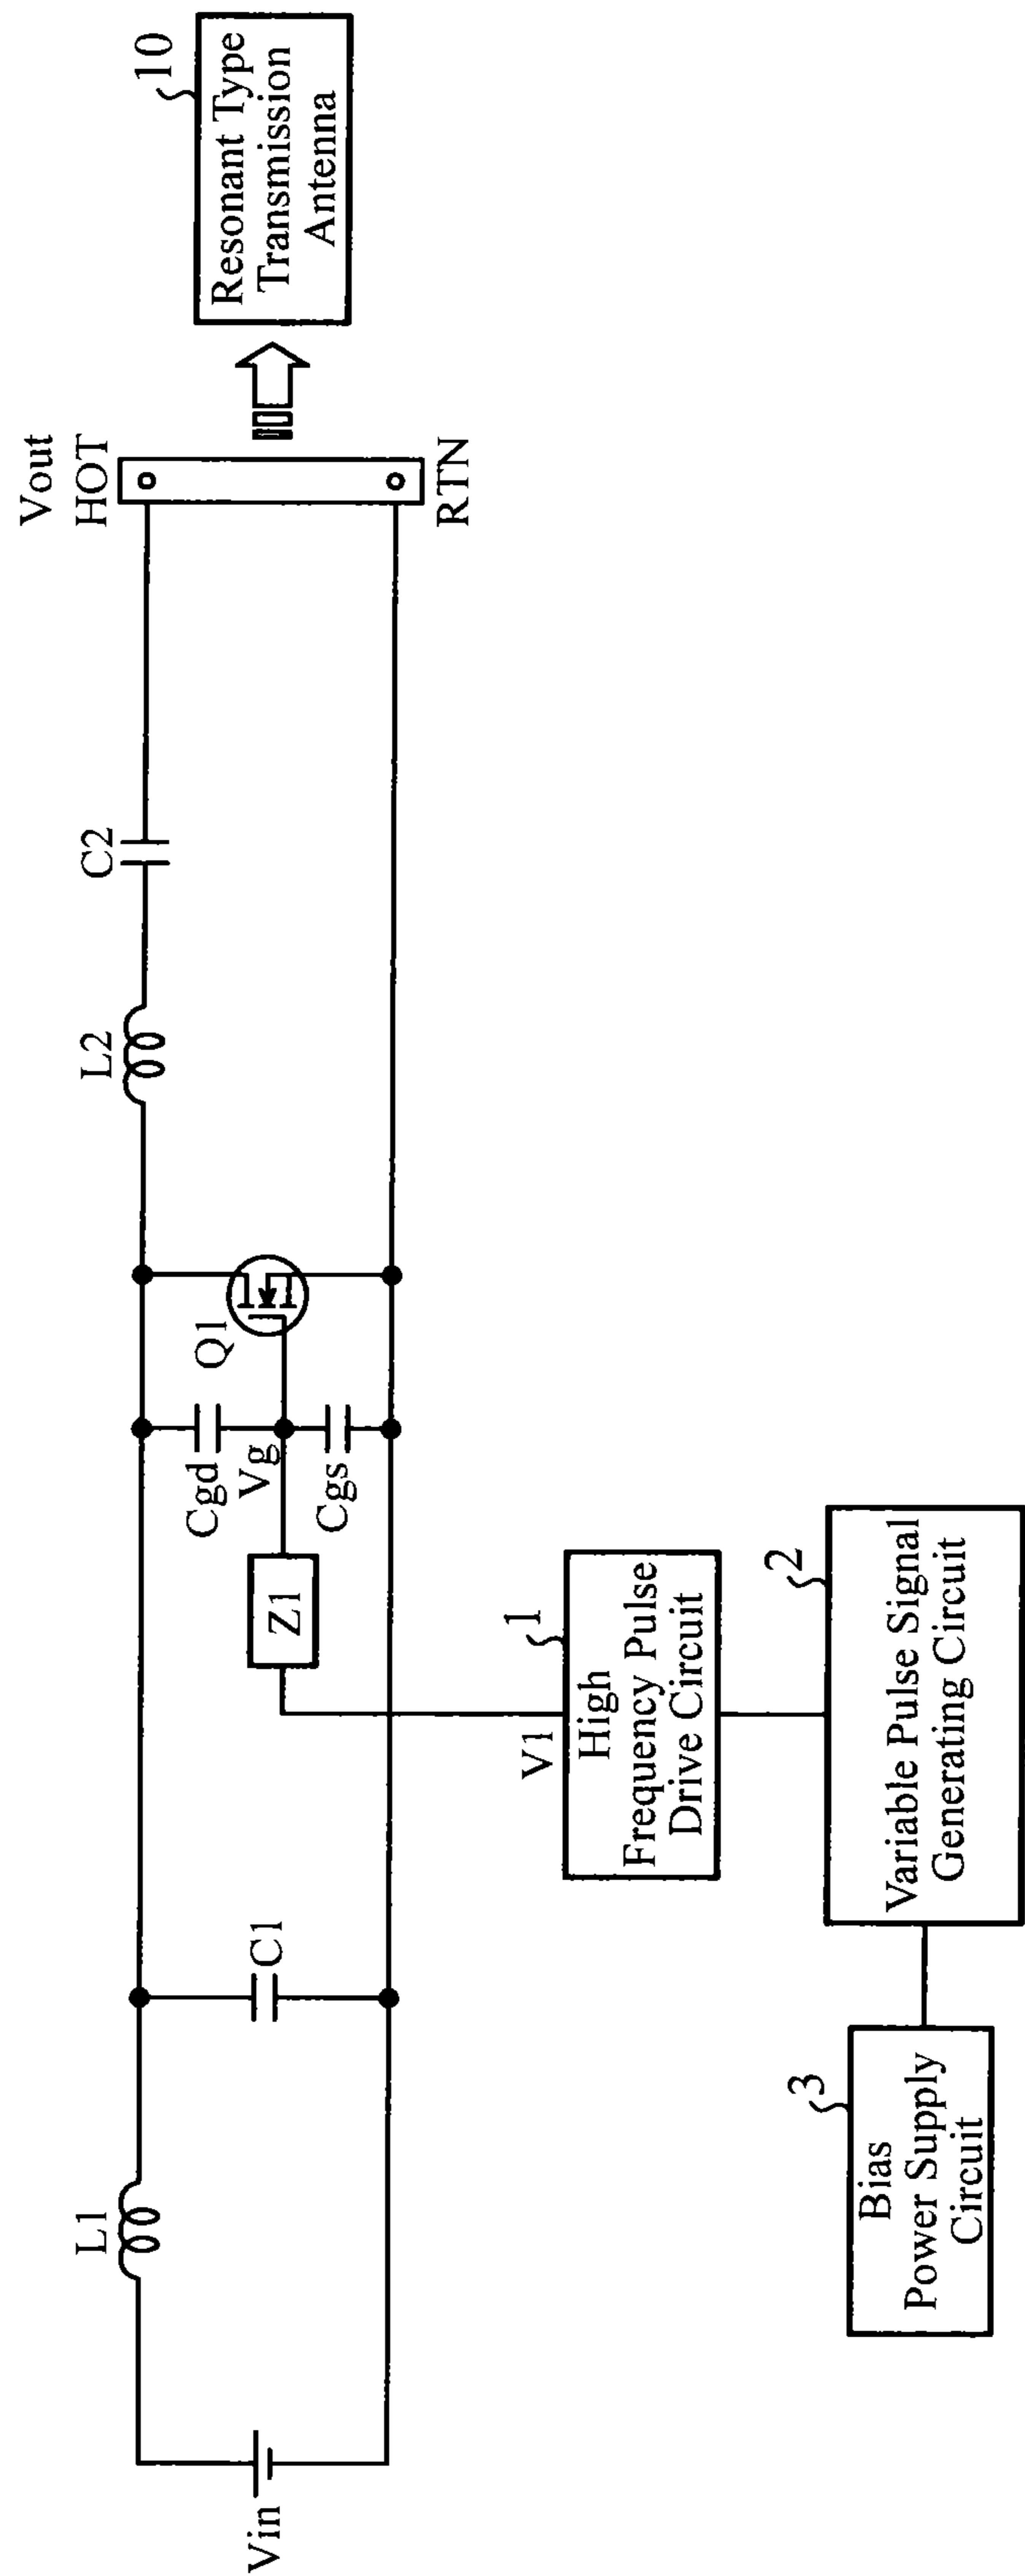 Vout
HOT
RTN
10
Resonant Type
Transmission
Antenna
L1
C1
L2
C2
Q1
Cgd
Vg
Cgs
Z1
Vin
V1
1
High
Frequency Pulse
Drive Circuit
2
Variable Pulse Signal
Generating Circuit
3
Bias
Power Supply
Circuit